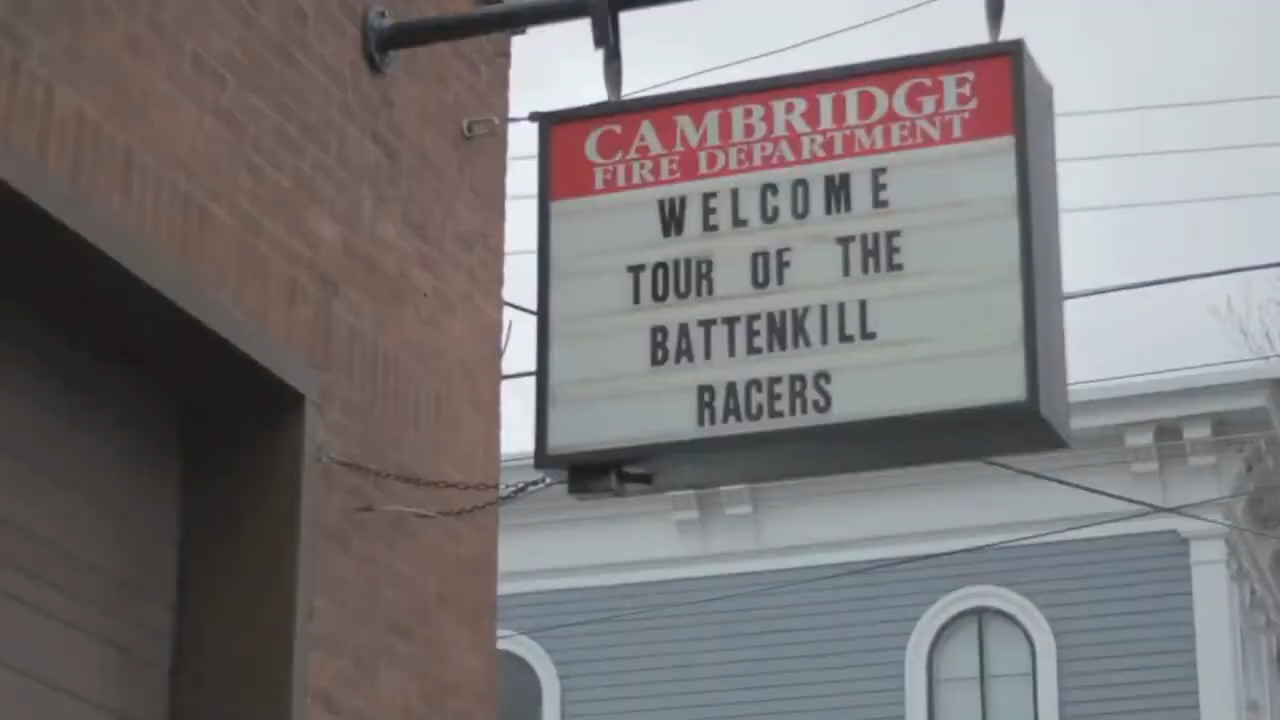 CAMBRIDGE
FIRE DEPARTMENT
WELCOME
TOUR OF THE
BATTENKILL
RACERS